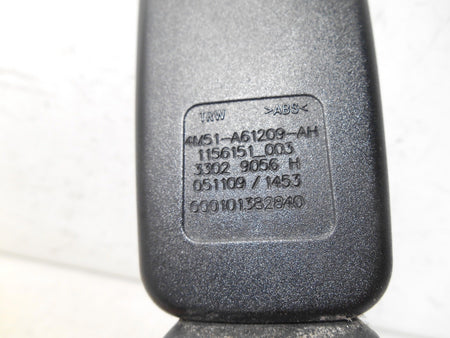 TRW >ABS<
4M51-A61209-AH
1156151_003
3302 9056 H
051109 / 1453
000101382840